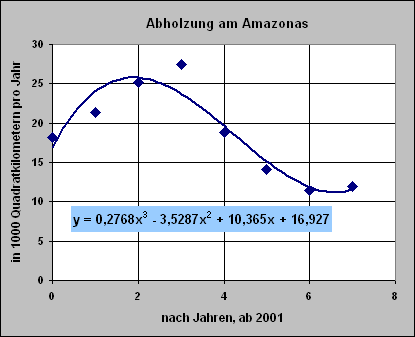 Abholzung am Amazonas
in 1000 Quadratkilometern pro Jahr
30
25
20
15
10
5
0
y = 0,2768x³ - 3,5287x² + 10,365x + 16,927
0 2 4 6 8
nach Jahren, ab 2001